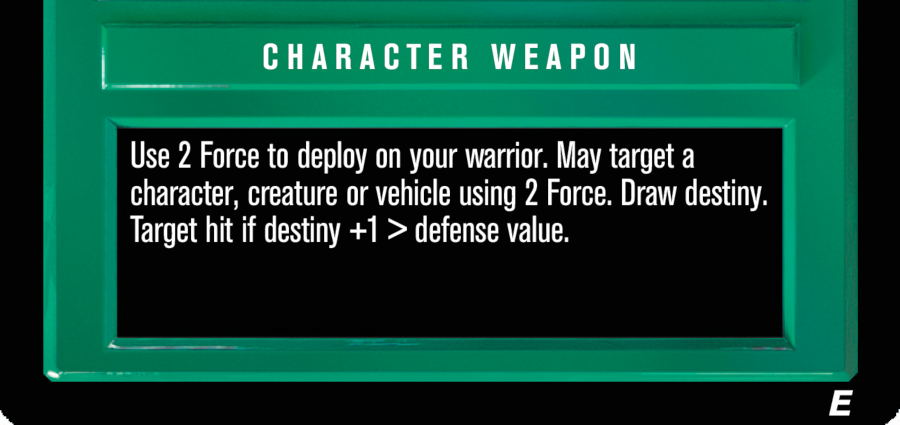 CHARACTER WEAPON
Use 2 Force to deploy on your warrior. May target a
character, creature or vehicle using 2 Force. Draw destiny.
Target hit if destiny +1 > defense value.
E